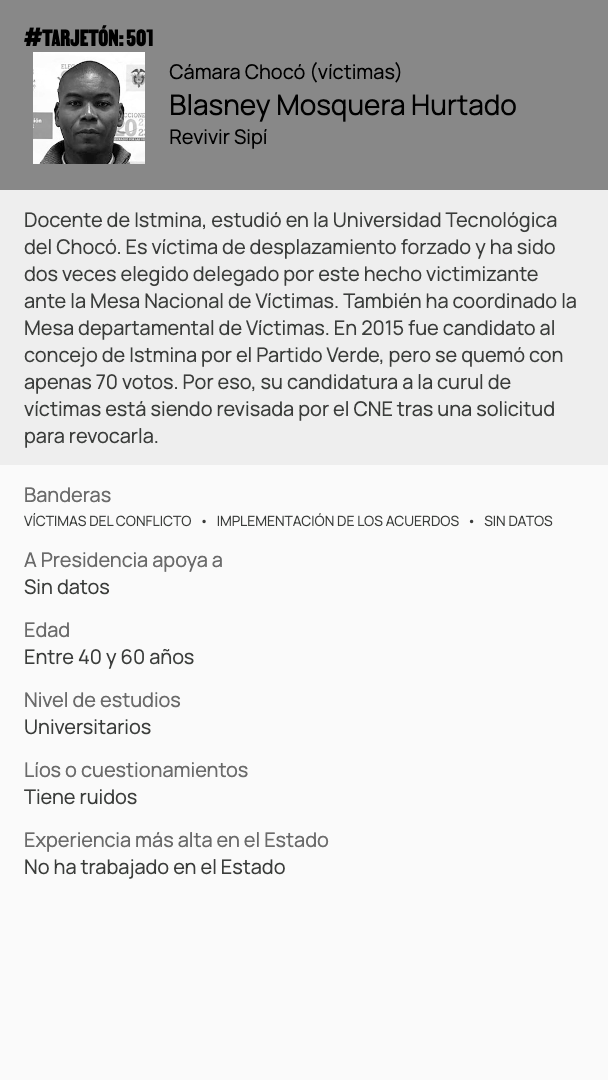 #TARJETÓN: 501
Cámara Chocó (víctimas)
Blasney Mosquera Hurtado
Revivir Sipí
Docente de Istmina, estudió en la Universidad Tecnológica
del Chocó. Es víctima de desplazamiento forzado y ha sido
dos veces elegido delegado por este hecho victimizante
ante la Mesa Nacional de Víctimas. También ha coordinado la
Mesa departamental de Víctimas. En 2015 fue candidato al
concejo de Istmina por el Partido Verde, pero se quemó con
apenas 70 votos. Por eso, su candidatura a la curul de
víctimas está siendo revisada por el CNE tras una solicitud
para revocarla.
Banderas
VÍCTIMAS DEL CONFLICTO • IMPLEMENTACIÓN DE LOS ACUERDOS • SIN DATOS
A Presidencia apoya a
Sin datos
Edad
Entre 40 y 60 años
Nivel de estudios
Universitarios
Líos o cuestionamientos
Tiene ruidos
Experiencia más alta en el Estado
No ha trabajado en el Estado